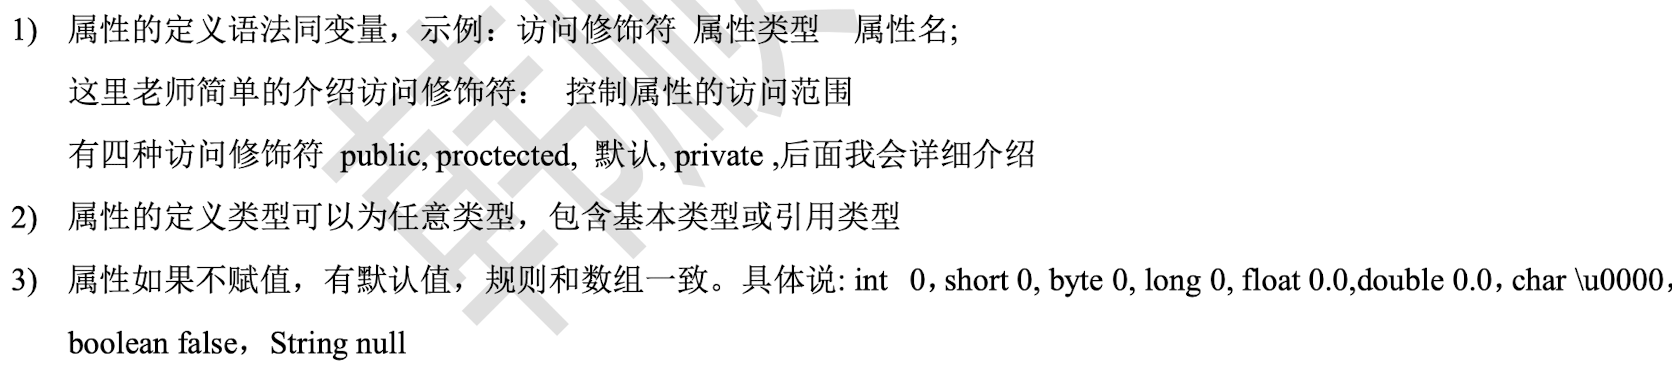 1) 属性的定义语法同变量，示例：访问修饰符 属性类型 属性名;
这里老师简单的介绍访问修饰符： 控制属性的访问范围
有四种访问修饰符 public, proctected, 默认, private ,后面我会详细介绍
2) 属性的定义类型可以为任意类型，包含基本类型或引用类型
3) 属性如果不赋值，有默认值，规则和数组一致。具体说: int 0，short 0, byte 0, long 0, float 0.0,double 0.0，char \u0000，
boolean false，String null